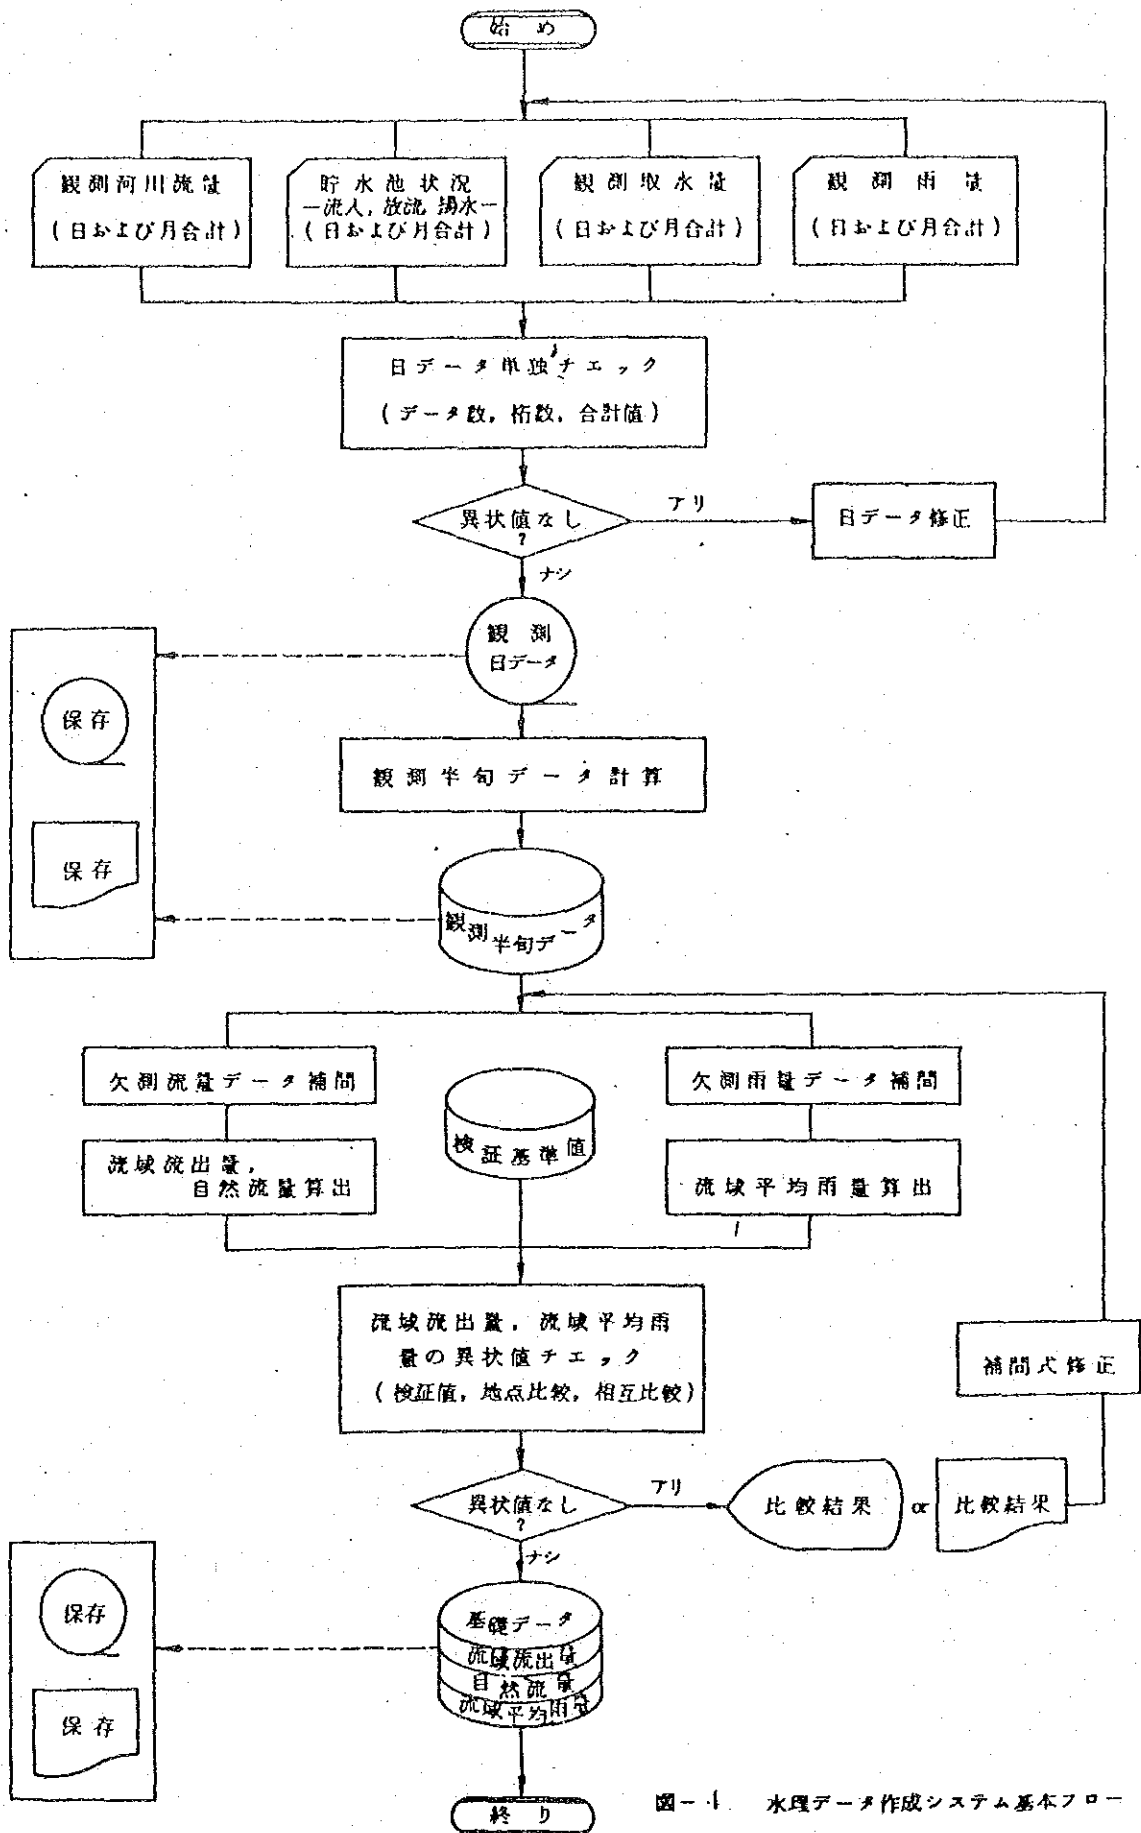 始め
観測河川流量
(日および月合計)
貯水池状況
―流入,放流 揚水―
(日および月合計)
観測取水量
(日および月合計)
観測雨量
(日および月合計)
日データ単独チェック
(データ数,桁数,合計値)
異状値なし
?
アリ
日データ修正
ナシ
観測
日データ
保存
保存
観測半旬データ計算
観測半旬データ
欠測流量データ補間
欠測雨量データ補間
検証基準値
流域流出量,
自然流量算出
流域平均雨量算出
流域流出量,流域平均雨
量の異状値チェック
(検証値,地点比較,相互比較)
補間式修正
異状値なし
?
アリ
比較結果
or
比較結果
ナシ
基礎データ
流域流出量
自然流量
流域平均雨量
保存
保存
終り
図-1 水理データ作成システム基本フロー